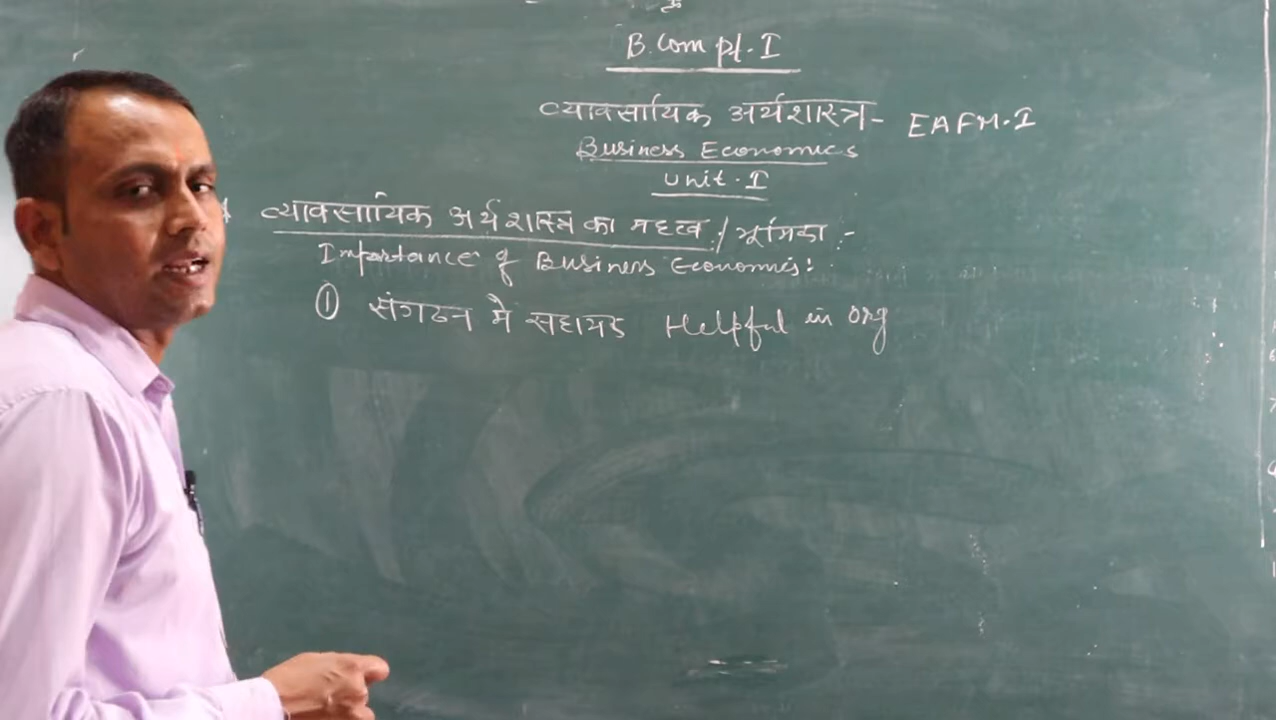 ॐ
B.Com pt. I
व्यावसायिक अर्थशास्त्र - EAFM-I
Business Economics
Unit-I
व्यावसायिक अर्थशास्त्र का महत्व / भूमिका :-
Importance of Business Economics:
① संगठन में सहायक Helpful in org